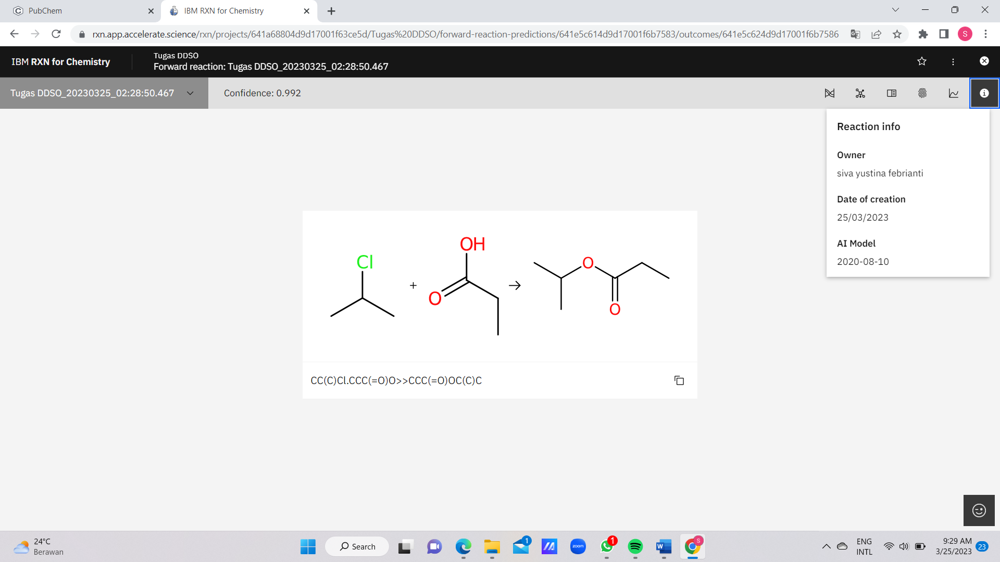 PubChem
IBM RXN for Chemistry
rxn.app.accelerate.science/rxn/projects/641a68804d9d17001f63ce5d/Tugas%20DDSO/forward-reaction-predictions/641e5c614d9d17001f6b7583/outcomes/641e5c624d9d17001f6b7586
S
IBM RXN for Chemistry
Tugas DDSO
Forward reaction: Tugas DDSO_20230325_02:28:50.467
Tugas DDSO_20230325_02:28:50.467
Confidence: 0.992
Reaction info
Owner
siva yustina febrianti
Date of creation
25/03/2023
AI Model
2020-08-10
Cl
+
OH
O
→
O
O
CC(C)Cl.CCC(=O)O>>CCC(=O)OC(C)C
24°C
Berawan
Search
1
zoom
1
W
S
ENG
INTL
9:29 AM
3/25/2023
23